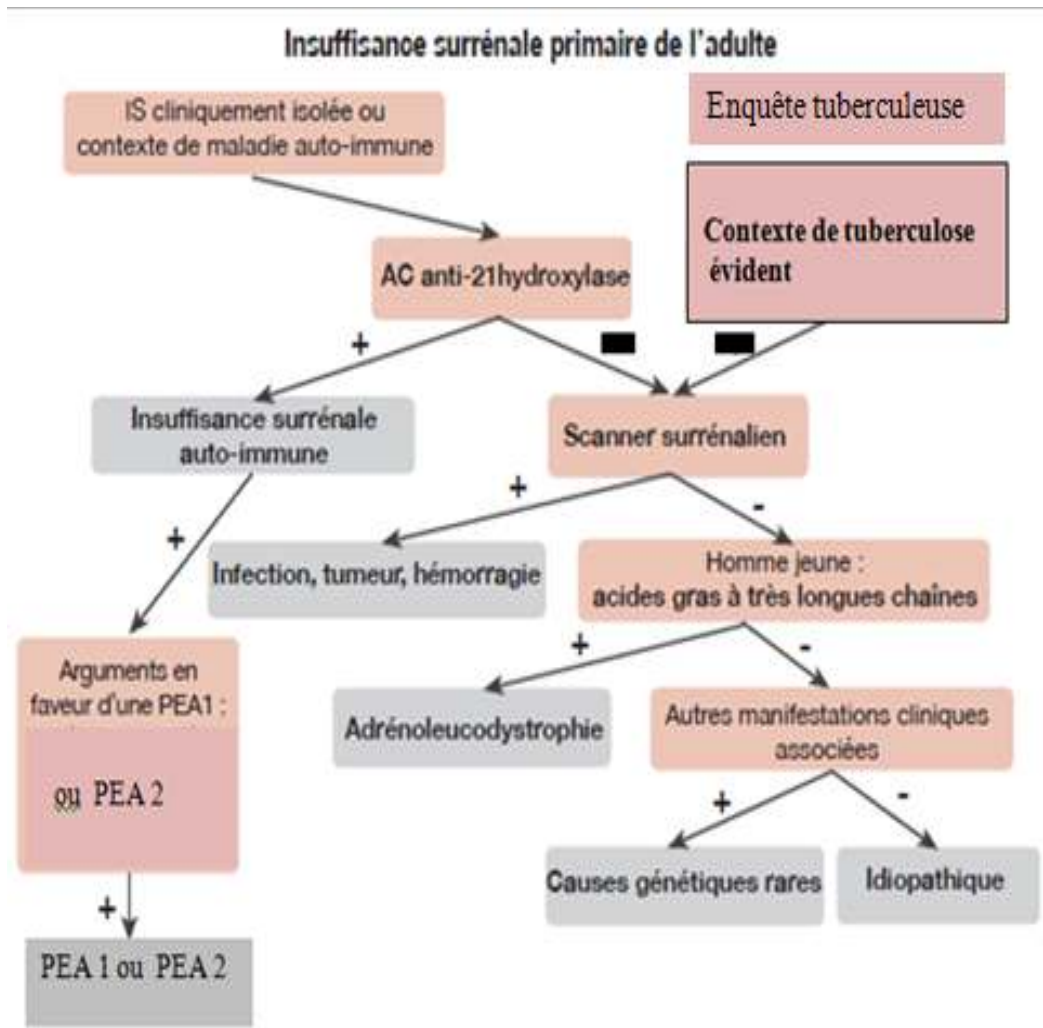 Insuffisance surrénale primaire de l'adulte
IS cliniquement isolée ou
contexte de maladie auto-immune
Enquête tuberculeuse
Contexte de tuberculose
évident
AC anti-21hydroxylase
+
Insuffisance surrénale
auto-immune
Scanner surrénalien
+
+
-
Infection, tumeur, hémorragie
Homme jeune :
acides gras à très longues chaînes
+
-
Arguments en
faveur d'une PEA1 :
ou PEA 2
Adrénoleucodystrophie
Autres manifestations cliniques
associées
+
-
+
Causes génétiques rares
Idiopathique
PEA 1 ou PEA 2